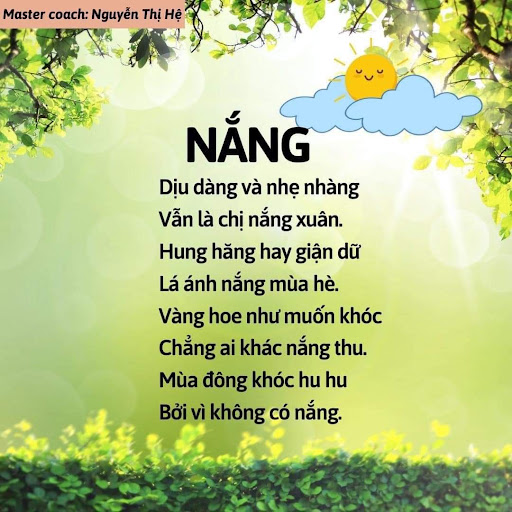 Master coach: Nguyễn Thị Hệ
NẮNG
Dịu dàng và nhẹ nhàng
Vẫn là chị nắng xuân.
Hung hăng hay giận dữ
Lá ánh nắng mùa hè.
Vàng hoe như muốn khóc
Chẳng ai khác nắng thu.
Mùa đông khóc hu hu
Bởi vì không có nắng.